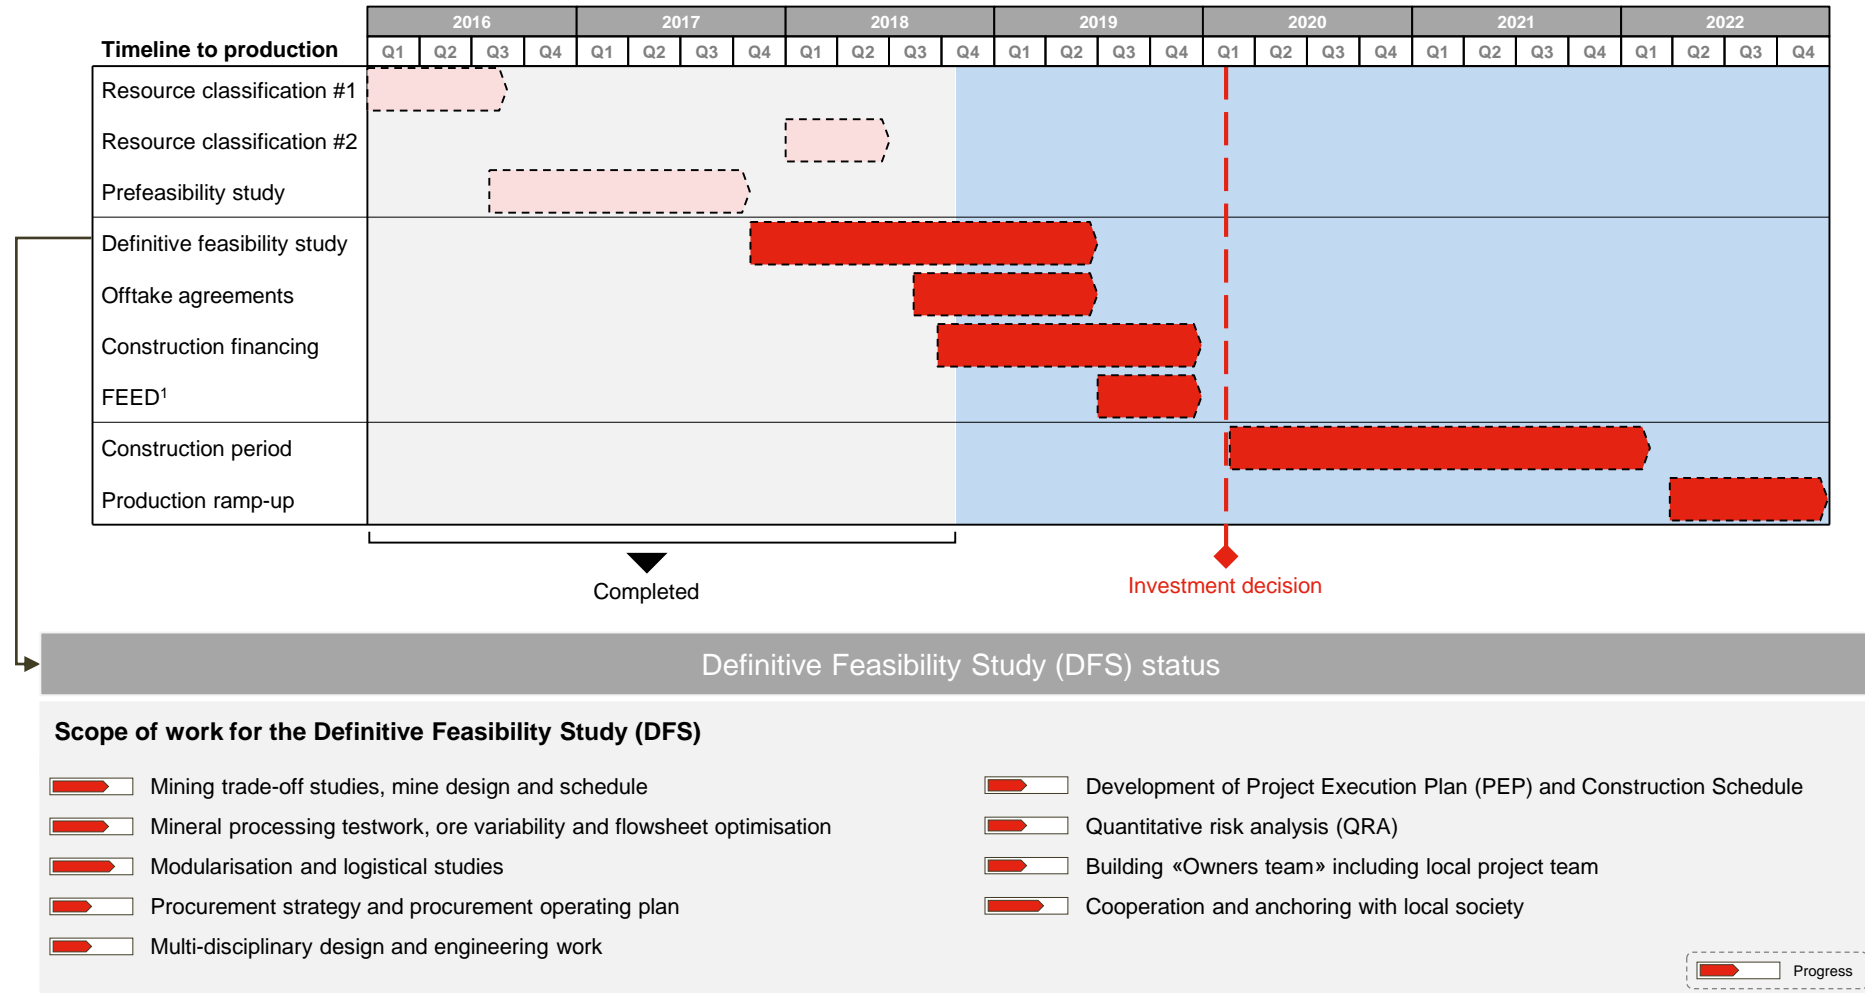 2016 2017 2018 2019 2020 2021 2022
Timeline to production Q1 Q2 Q3 Q4 Q1 Q2 Q3 Q4 Q1 Q2 Q3 Q4 Q1 Q2 Q3 Q4 Q1 Q2 Q3 Q4 Q1 Q2 Q3 Q4 Q1 Q2 Q3 Q4
Resource classification #1
Resource classification #2
Prefeasibility study
Definitive feasibility study
Offtake agreements
Construction financing
FEED¹
Construction period
Production ramp-up
Completed
Investment decision
Definitive Feasibility Study (DFS) status
Scope of work for the Definitive Feasibility Study (DFS)
Mining trade-off studies, mine design and schedule
Mineral processing testwork, ore variability and flowsheet optimisation
Modularisation and logistical studies
Procurement strategy and procurement operating plan
Multi-disciplinary design and engineering work
Development of Project Execution Plan (PEP) and Construction Schedule
Quantitative risk analysis (QRA)
Building «Owners team» including local project team
Cooperation and anchoring with local society
Progress